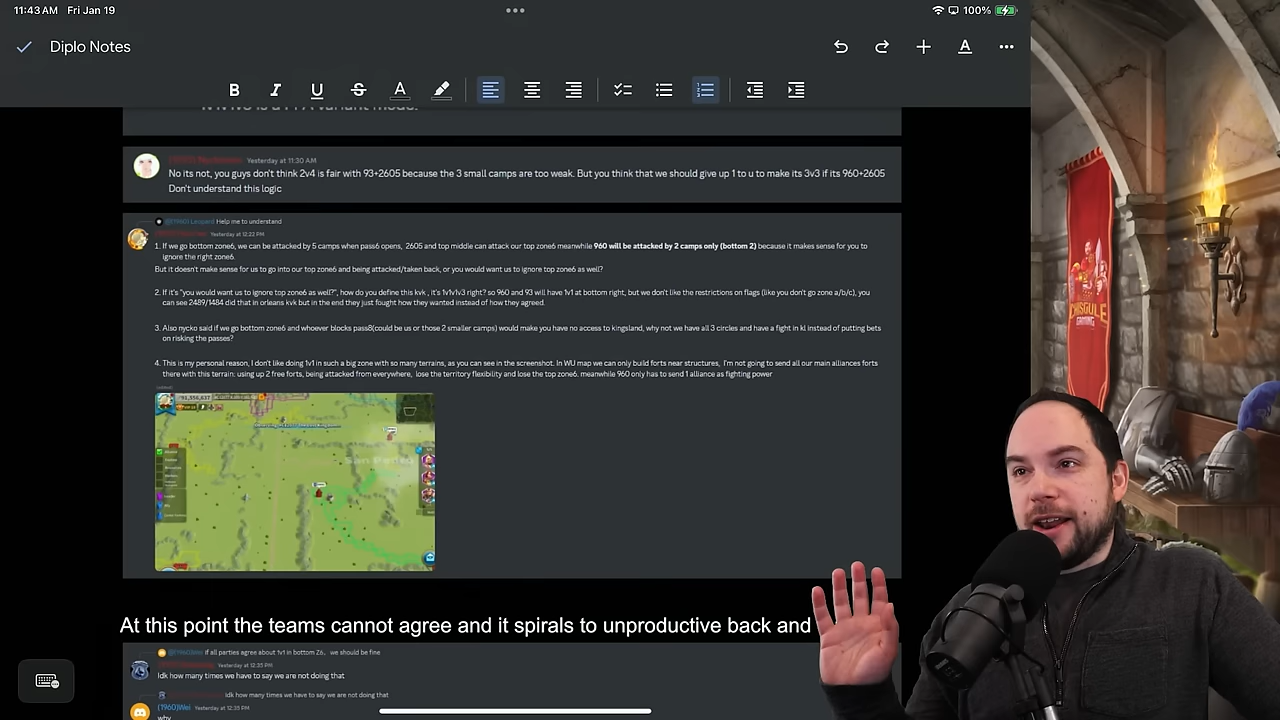 11:43 AM Fri Jan 19
100%
Diplo Notes
B I U S A
Yesterday at 11:30 AM
No its not, you guys don't think 2v4 is fair with 93+2605 because the 3 small camps are too weak. But you think that we should give up 1 to u to make its 3v3 if its 960+2605
Don't understand this logic
@(1960) Leopard Help me to understand
Yesterday at 12:22 PM
1. If we go bottom zone6, we can be attacked by 5 camps when pass6 opens, 2605 and top middle can attack our top zone6 meanwhile 960 will be attacked by 2 camps only (bottom 2) because it makes sense for you to
ignore the right zone6.
But it doesn't make sense for us to go into our top zone6 and being attacked/taken back, or you would want us to ignore top zone6 as well?
2. If it's "you would want us to ignore top zone6 as well?", how do you define this kvk , it's 1v1v1v3 right? so 960 and 93 will have 1v1 at bottom right, but we don't like the restrictions on flags (like you don't go zone a/b/c), you
can see 2489/1484 did that in orleans kvk but in the end they just fought how they wanted instead of how they agreed.
3. Also nycko said if we go bottom zone6 and whoever blocks pass8(could be us or those 2 smaller camps) would make you have no access to kingsland, why not we have all 3 circles and have a fight in kl instead of putting bets
on risking the passes?
4. This is my personal reason, I don't like doing 1v1 in such a big zone with so many terrains, as you can see in the screenshot. In WU map we can only build forts near structures, I'm not going to send all our main alliances forts
there with this terrain: using up 2 free forts, being attacked from everywhere, lose the territory flexibility and lose the top zone6, meanwhile 960 only has to send 1 alliance as fighting power
CHISGULE
GAMING
At this point the teams cannot agree and it spirals to unproductive back and
if all parties agree about 1v1 in bottom Z6, we should be fine
Yesterday at 12:35 PM
Idk how many times we have to say we are not doing that
Idk how many times we have to say we are not doing that
(1960)Wei Yesterday at 12:35 PM
why